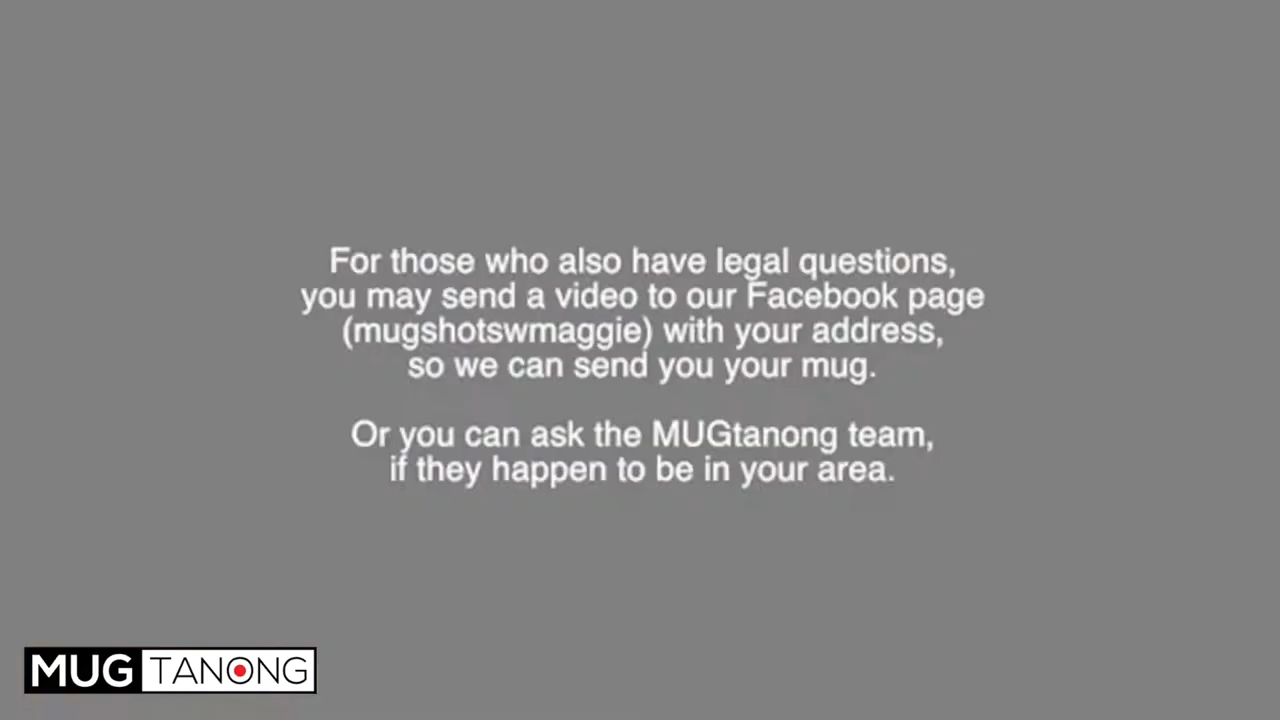 For those who also have legal questions,
you may send a video to our Facebook page
(mugshotswmaggie) with your address,
so we can send you your mug.
Or you can ask the MUGtanong team,
if they happen to be in your area.
MUG TANONG